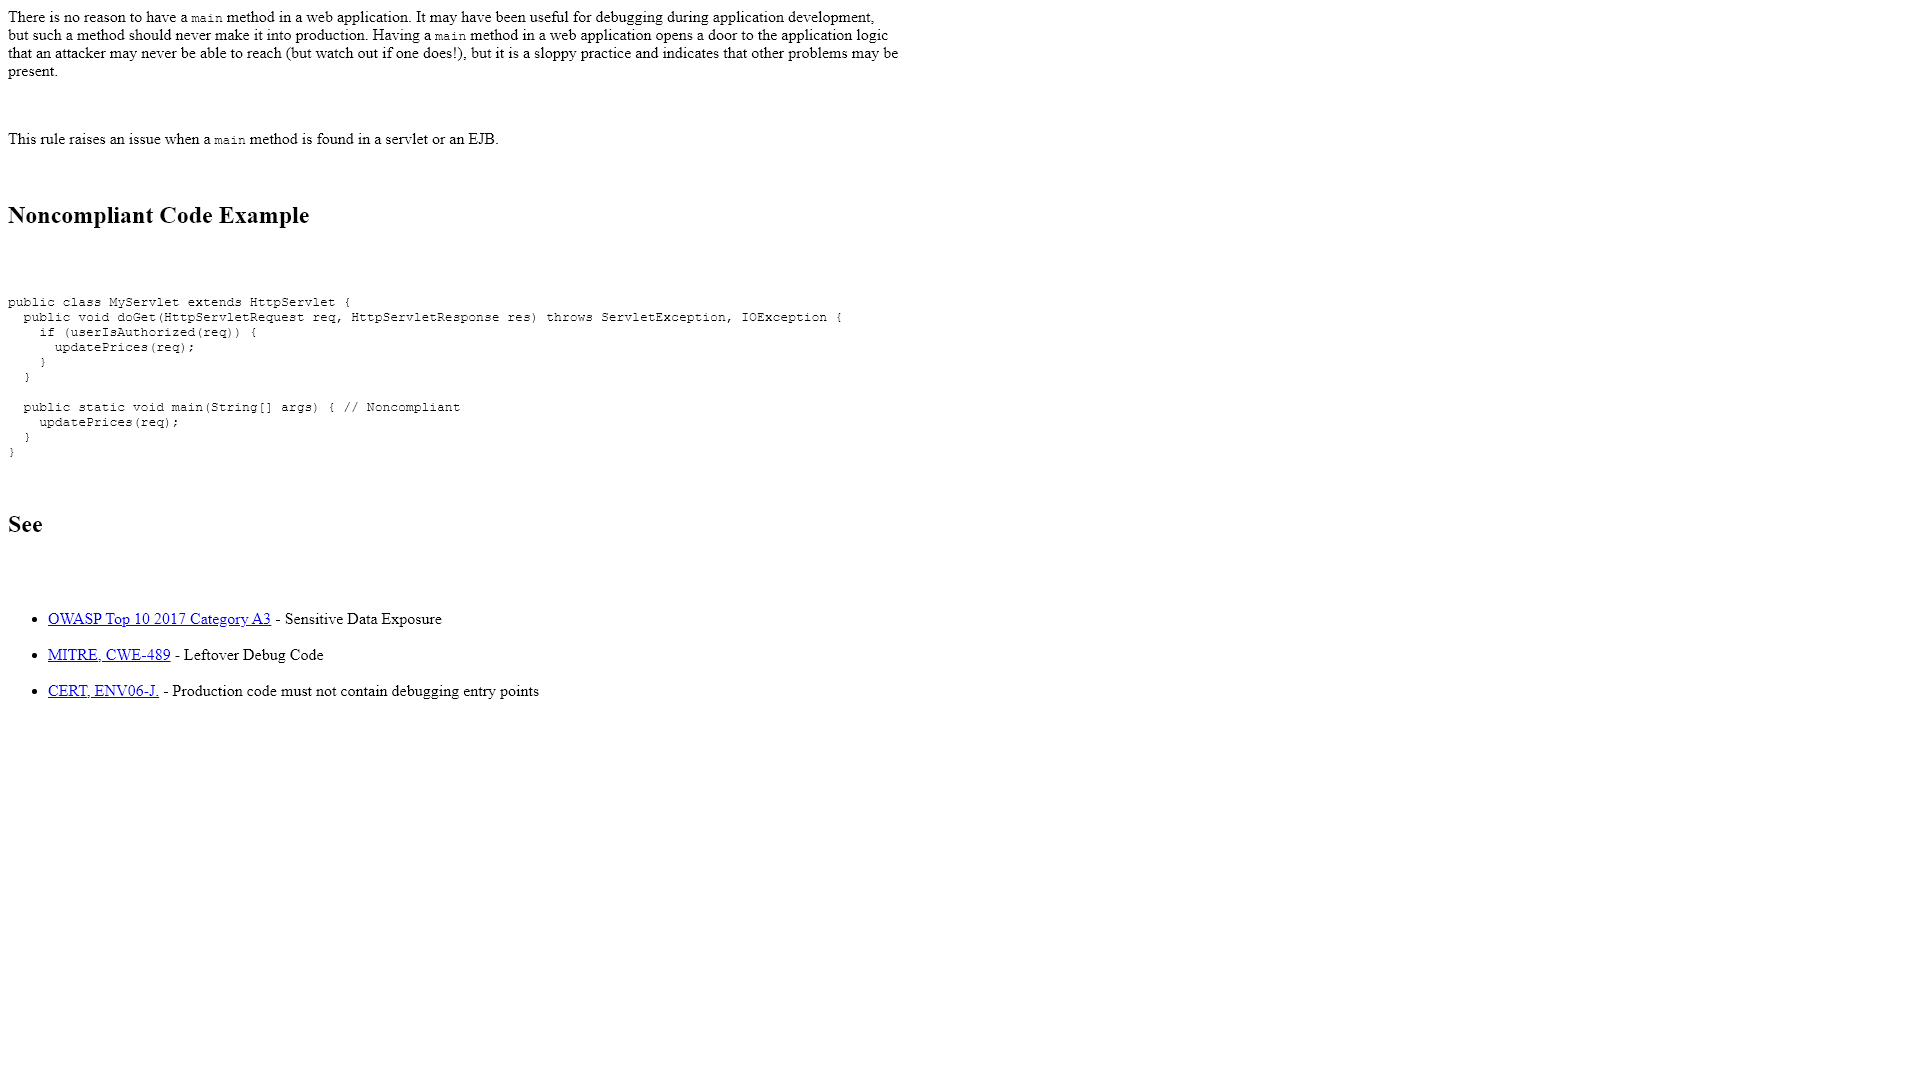 There is no reason to have a main method in a web application. It may have been useful for debugging during application development,
but such a method should never make it into production. Having a main method in a web application opens a door to the application logic
that an attacker may never be able to reach (but watch out if one does!), but it is a sloppy practice and indicates that other problems may be
present.
This rule raises an issue when a main method is found in a servlet or an EJB.
Noncompliant Code Example
public class MyServlet extends HttpServlet {
  public void doGet(HttpServletRequest req, HttpServletResponse res) throws ServletException, IOException {
    if (userIsAuthorized(req)) {
      updatePrices(req);
    }
  }
  public static void main(String[] args) { // Noncompliant
    updatePrices(req);
  }
}
See
• OWASP Top 10 2017 Category A3 - Sensitive Data Exposure
• MITRE, CWE-489 - Leftover Debug Code
• CERT, ENV06-J. - Production code must not contain debugging entry points